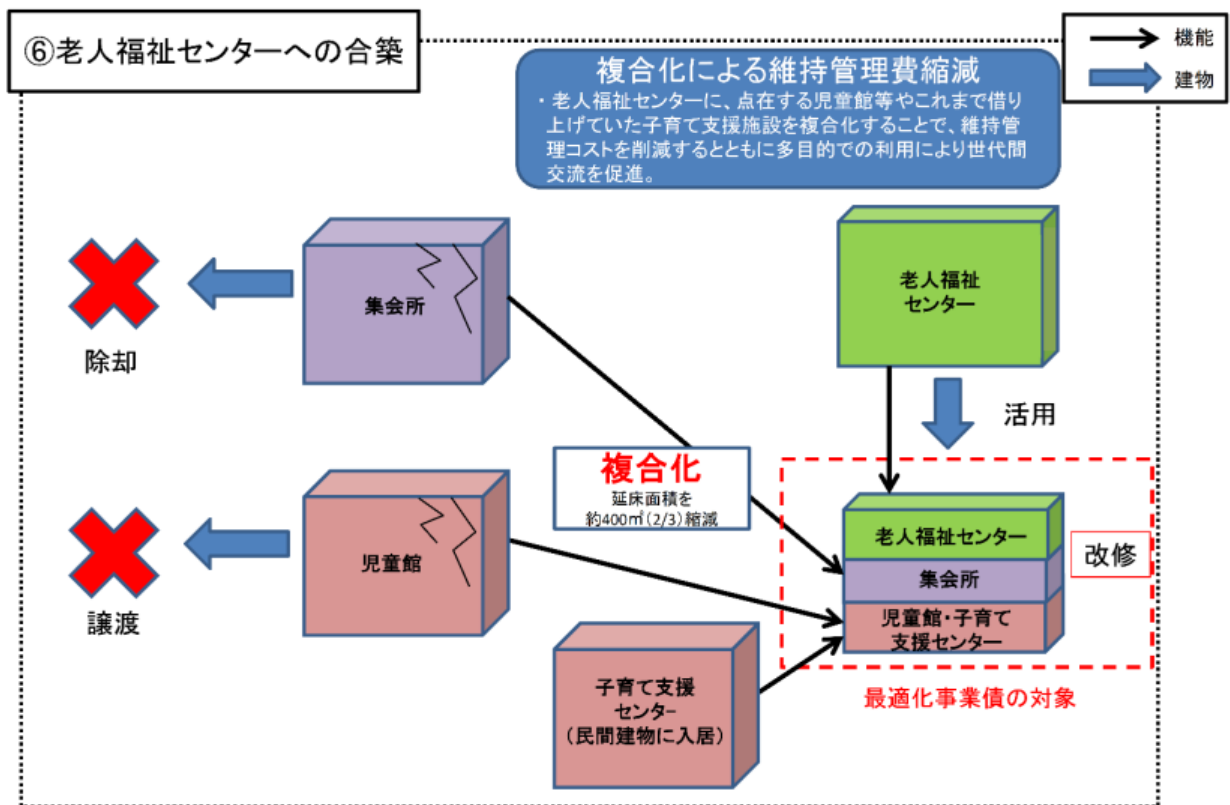 ⑥老人福祉センターへの合築
機能
建物
複合化による維持管理費縮減
・老人福祉センターに、点在する児童館等やこれまで借り
上げていた子育て支援施設を複合化することで、維持管
理コストを削減するとともに多目的での利用により世代間
交流を促進。
集会所
除却
老人福祉
センター
活用
複合化
延床面積を
約400㎡(2/3)縮減
児童館
譲渡
老人福祉センター
集会所
児童館・子育て
支援センター
改修
子育て支援
センター
(民間建物に入居)
最適化事業債の対象